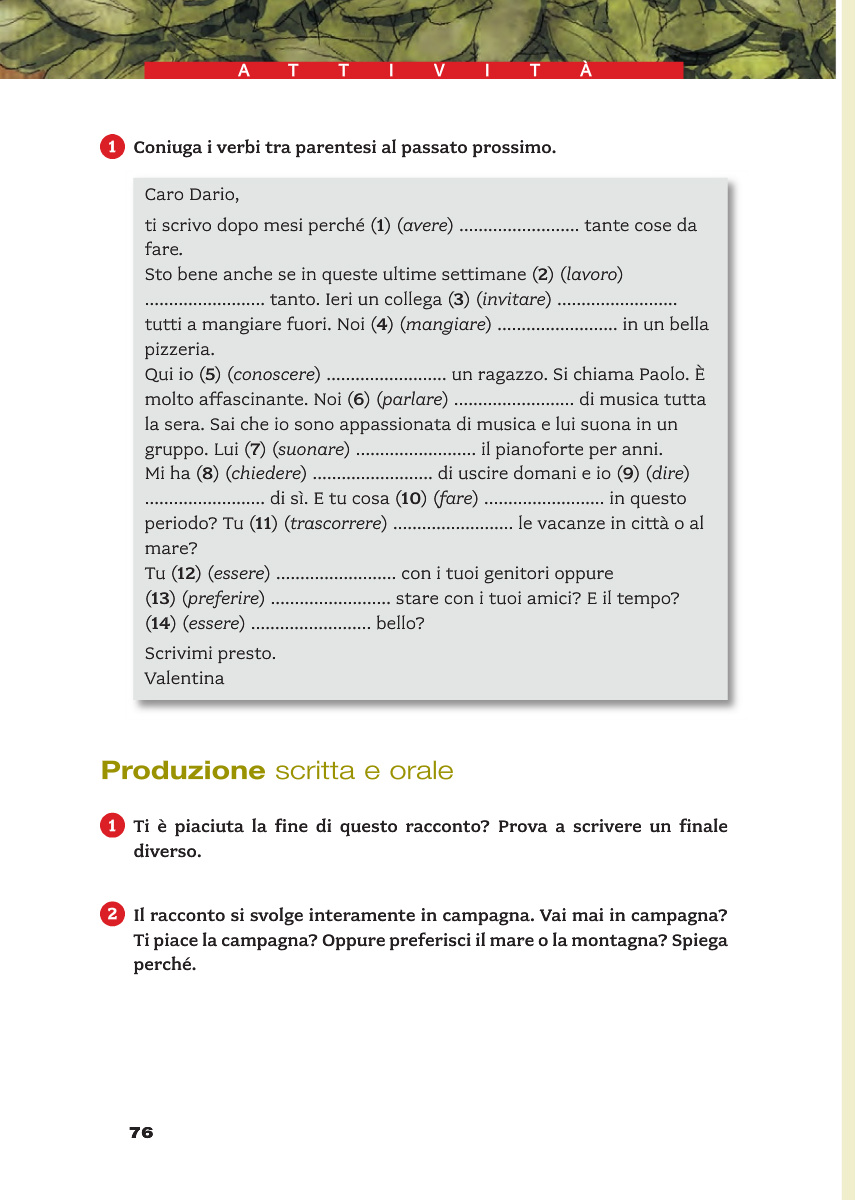 ATTIVITÀ
1 Coniuga i verbi tra parentesi al passato prossimo.
Caro Dario,
ti scrivo dopo mesi perché (1) (avere) ......................... tante cose da
fare.
Sto bene anche se in queste ultime settimane (2) (lavoro)
......................... tanto. Ieri un collega (3) (invitare) .........................
tutti a mangiare fuori. Noi (4) (mangiare) ......................... in un bella
pizzeria.
Qui io (5) (conoscere) ......................... un ragazzo. Si chiama Paolo. È
molto affascinante. Noi (6) (parlare) ......................... di musica tutta
la sera. Sai che io sono appassionata di musica e lui suona in un
gruppo. Lui (7) (suonare) ......................... il pianoforte per anni.
Mi ha (8) (chiedere) ......................... di uscire domani e io (9) (dire)
......................... di sì. E tu cosa (10) (fare) ......................... in questo
periodo? Tu (11) (trascorrere) ......................... le vacanze in città o al
mare?
Tu (12) (essere) ......................... con i tuoi genitori oppure
(13) (preferire) ......................... stare con i tuoi amici? E il tempo?
(14) (essere) ......................... bello?
Scrivimi presto.
Valentina
Produzione scritta e orale
1 Ti è piaciuta la fine di questo racconto? Prova a scrivere un finale
diverso.
2 Il racconto si svolge interamente in campagna. Vai mai in campagna?
Ti piace la campagna? Oppure preferisci il mare o la montagna? Spiega
perché.
76